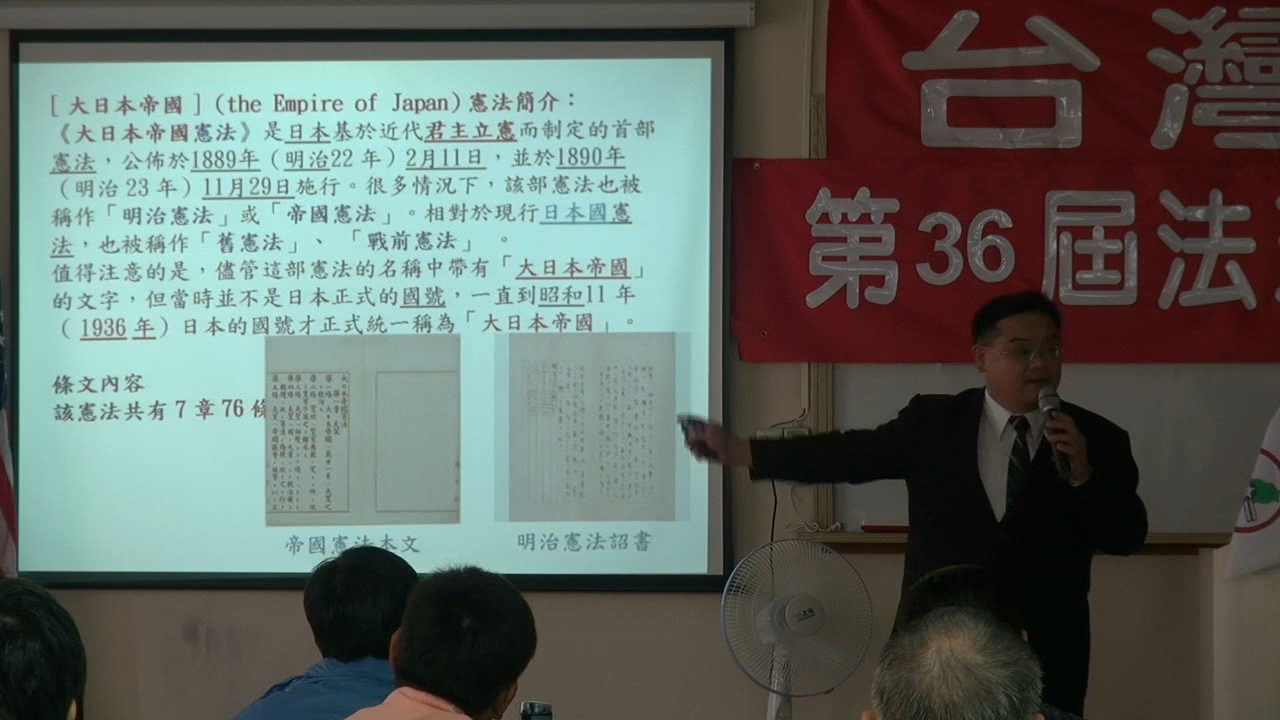 [ 大日本帝國 ] (the Empire of Japan) 憲法簡介：
《大日本帝國憲法》是日本基於近代君主立憲而制定的首部
憲法，公佈於1889年（明治22 年）2月11日，並於1890年
（明治 23 年）11月29日施行。很多情況下，該部憲法也被
稱作「明治憲法」或「帝國憲法」。相對於現行日本國憲
法，也被稱作「舊憲法」、「戰前憲法」 。
值得注意的是，儘管這部憲法的名稱中帶有「大日本帝國」
的文字，但當時並不是日本正式的國號，一直到昭和11 年
（ 1936 年）日本的國號才正式統一稱為「大日本帝國」。
條文內容
該憲法共有 7 章 76 條
帝國憲法本文
明治憲法詔書
台灣
第36屆法